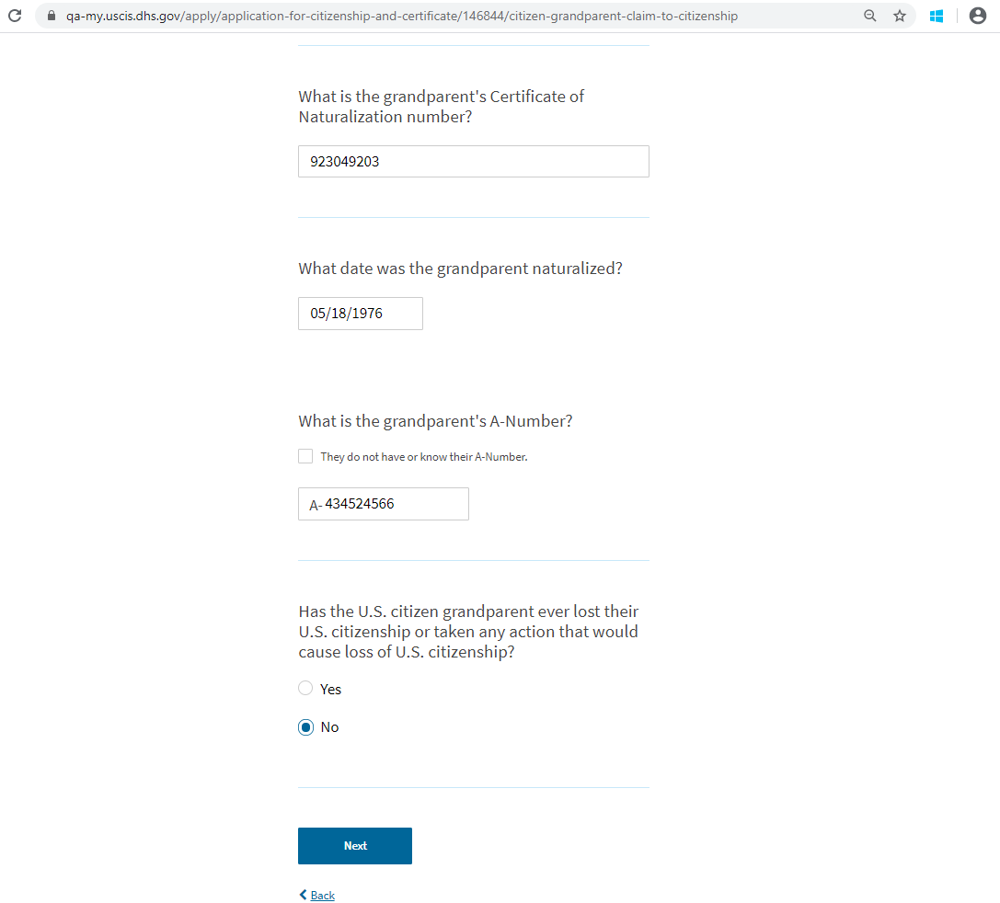 qa-my.uscis.dhs.gov/apply/application-for-citizenship-and-certificate/146844/citizen-grandparent-claim-to-citizenship
What is the grandparent's Certificate of
Naturalization number?
923049203
What date was the grandparent naturalized?
05/18/1976
What is the grandparent's A-Number?
They do not have or know their A-Number.
A- 434524566
Has the U.S. citizen grandparent ever lost their
U.S. citizenship or taken any action that would
cause loss of U.S. citizenship?
Yes
No
Next
Back